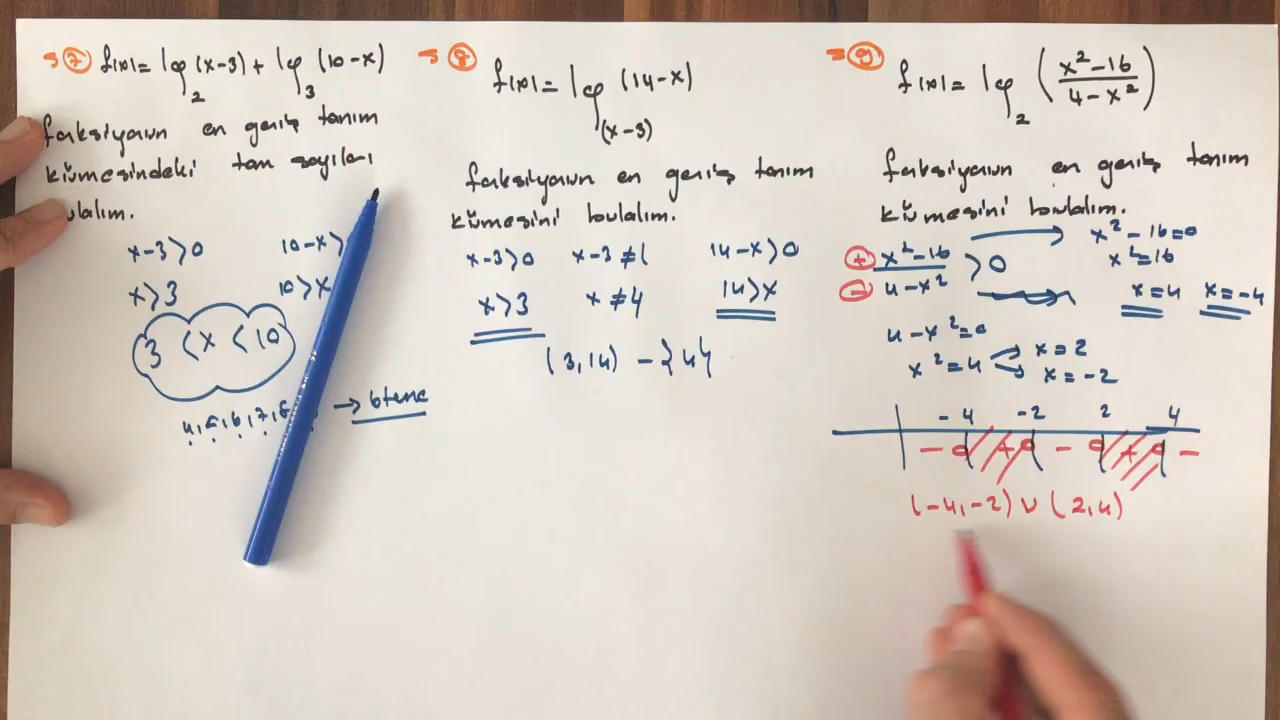 7 f(x) = log₂ (x-3) + log₃ (10-x)
fonksiyonun en geniş tanım
kümesindeki tam sayıları
bulalım.
x-3>0 10-x>
x>3 10>x
3 < x < 10
4, 5, 6, 7, 8
→ 6 tane
8 f(x) = log₍ₓ₋₃₎ (14-x)
fonksiyonun en geniş tanım
kümesini bulalım.
x-3>0 x-3≠1 14-x>0
x>3 x≠4 14>x
(3,14) - {4}
9 f(x) = log₂ ((x²-16)/(4-x²))
fonksiyonun en geniş tanım
kümesini bulalım.
+ x²-16
- 4-x² >0
x²-16=0
x²=16
x=4 x=-4
4-x²=0
x²=4 x=2
x=-2
-4 -2 2 4
- + - + -
(-4,-2) ∪ (2,4)